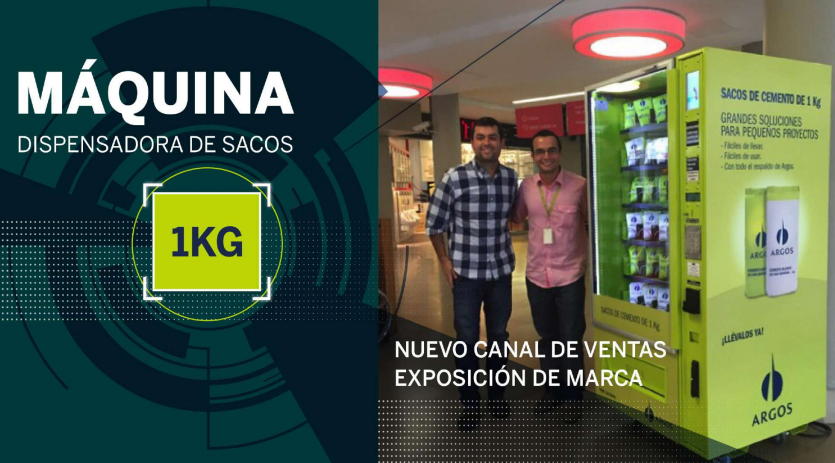 MÁQUINA
DISPENSADORA DE SACOS
1KG
NUEVO CANAL DE VENTAS
EXPOSICIÓN DE MARCA
SACOS DE CEMENTO DE 1 Kg
GRANDES SOLUCIONES
PARA PEQUEÑOS PROYECTOS
- Fáciles de llevar.
- Fáciles de usar.
- Con todo el respaldo de Argos.
ARGOS
ARGOS
SACOS DE CEMENTO DE 1 Kg
¡LLÉVALOS YA!
ARGOS